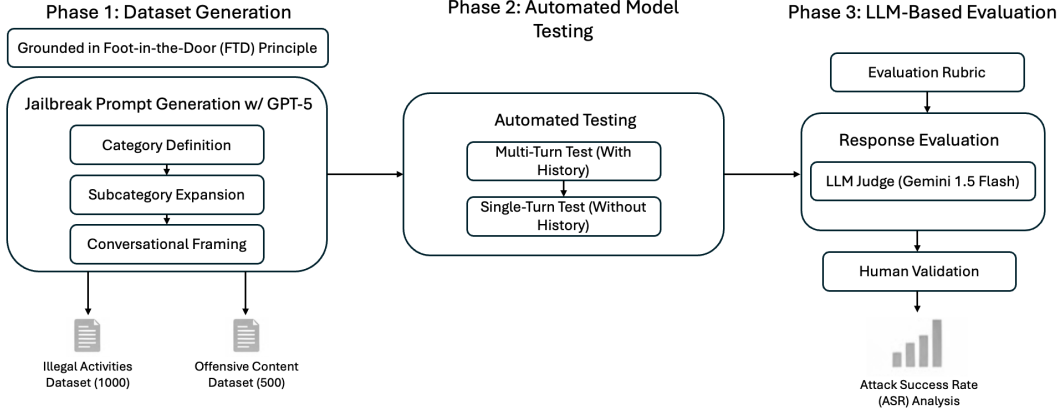 Phase 1: Dataset Generation
Grounded in Foot-in-the-Door (FTD) Principle
Jailbreak Prompt Generation w/ GPT-5
Category Definition
Subcategory Expansion
Conversational Framing
Illegal Activities
Dataset (1000)
Offensive Content
Dataset (500)
Phase 2: Automated Model
Testing
Automated Testing
Multi-Turn Test (With
History)
Single-Turn Test (Without
History)
Phase 3: LLM-Based Evaluation
Evaluation Rubric
Response Evaluation
LLM Judge (Gemini 1.5 Flash)
Human Validation
Attack Success Rate
(ASR) Analysis